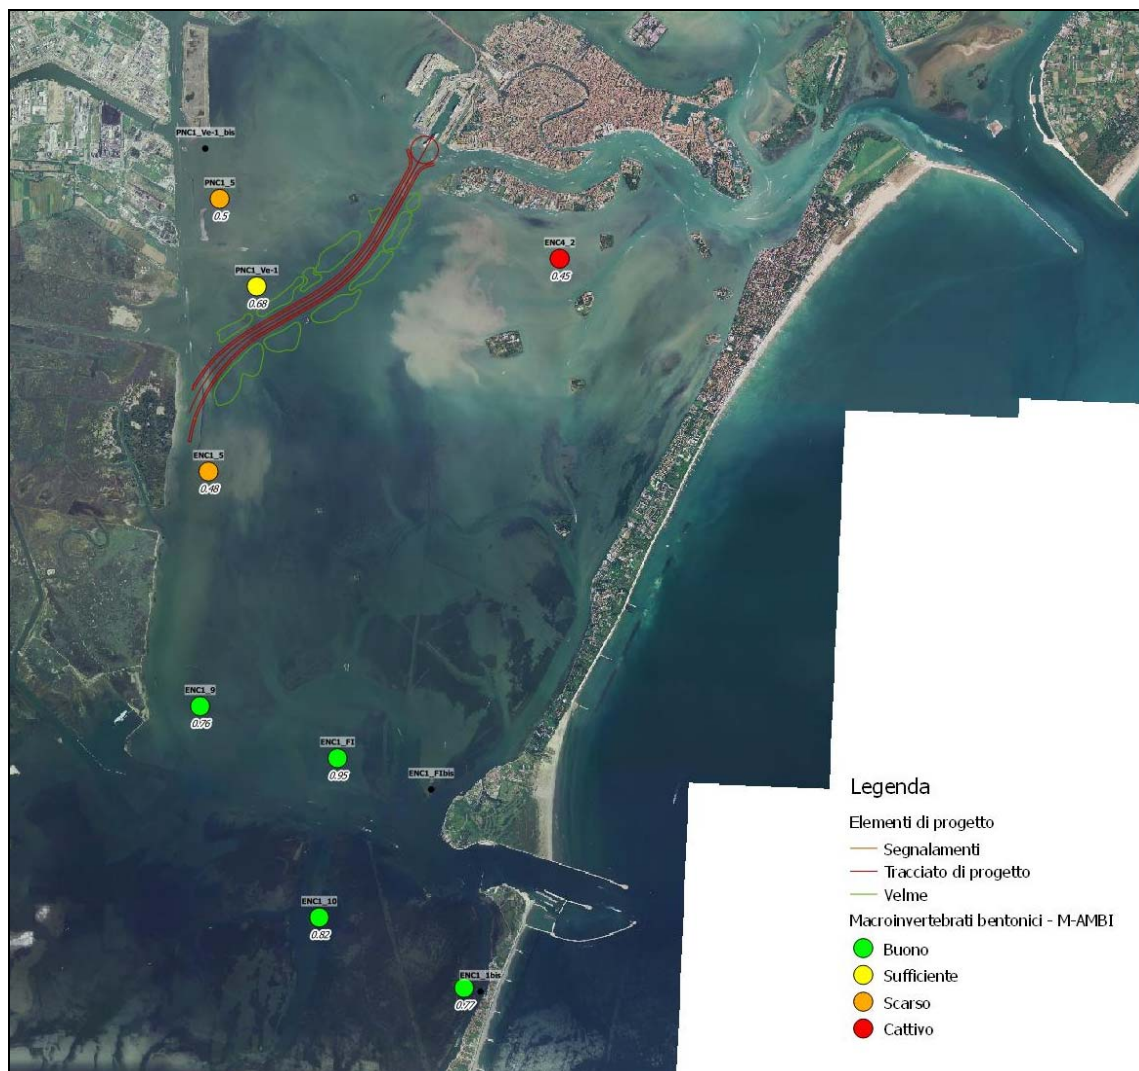 PNC1_Ve-1_bis
PNC1_5
0.5
ENC4_2
0.45
PNC1_Ve-1
0.68
ENC1_5
0.48
ENC1_9
0.76
ENC1_FI
0.95
ENC1_FIbis
ENC1_10
0.82
ENC1_1bis
0.77
Legenda
Elementi di progetto
Segnalamenti
Tracciato di progetto
Velme
Macroinvertebrati bentonici - M-AMBI
Buono
Sufficiente
Scarso
Cattivo